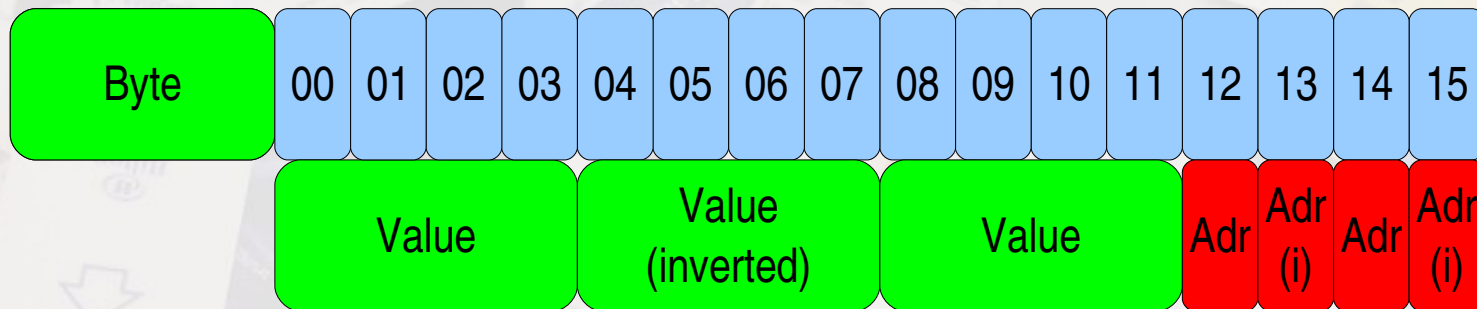 Byte 00 01 02 03 04 05 06 07 08 09 10 11 12 13 14 15
Value Value (inverted) Value Adr Adr (i) Adr Adr (i)